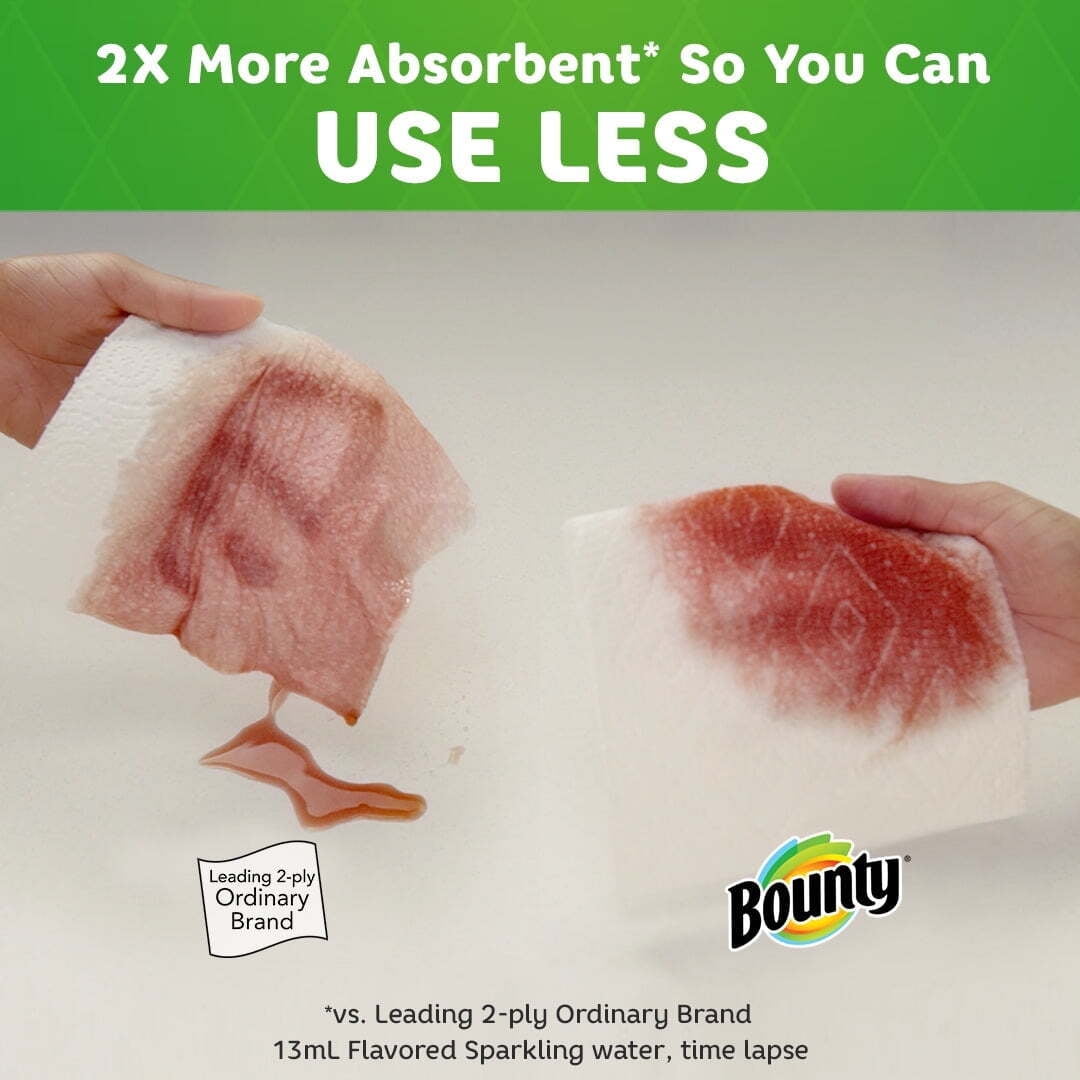 2X More Absorbent* So You Can
USE LESS
Leading 2-ply
Ordinary
Brand
Bounty®
*vs. Leading 2-ply Ordinary Brand
13mL Flavored Sparkling water, time lapse